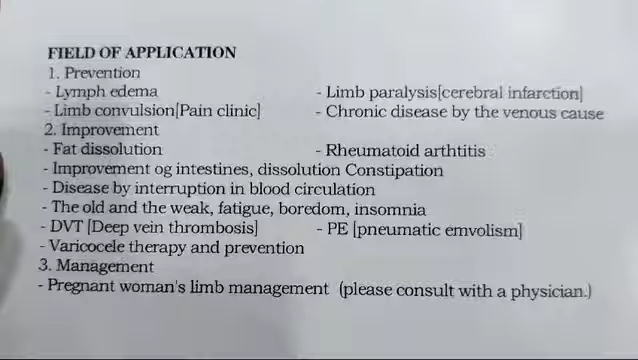 FIELD OF APPLICATION
1. Prevention
- Lymph edema - Limb paralysis[cerebral infarction]
- Limb convulsion[Pain clinic] - Chronic disease by the venous cause
2. Improvement
- Fat dissolution - Rheumatoid arthtitis
- Improvement og intestines, dissolution Constipation
- Disease by interruption in blood circulation
- The old and the weak, fatigue, boredom, insomnia
- DVT [Deep vein thrombosis] - PE [pneumatic emvolism]
- Varicocele therapy and prevention
3. Management
- Pregnant woman's limb management (please consult with a physician.)